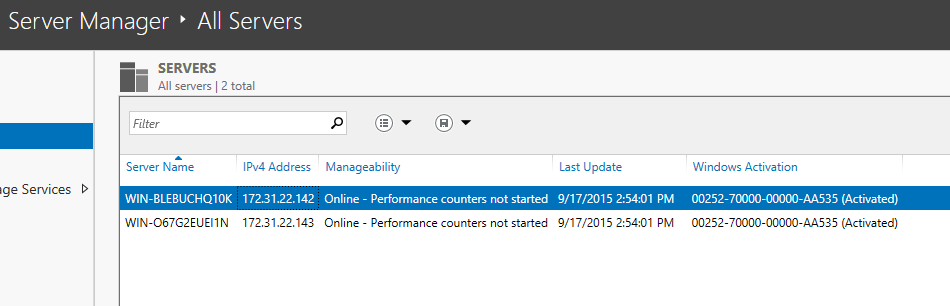 Server Manager ‣ All Servers
SERVERS
All servers | 2 total
Filter
Server Name IPv4 Address Manageability Last Update Windows Activation
age Services
WIN-BLEBUCHQ10K 172.31.22.142 Online - Performance counters not started 9/17/2015 2:54:01 PM 00252-70000-00000-AA535 (Activated)
WIN-O67G2EUEI1N 172.31.22.143 Online - Performance counters not started 9/17/2015 2:54:01 PM 00252-70000-00000-AA535 (Activated)